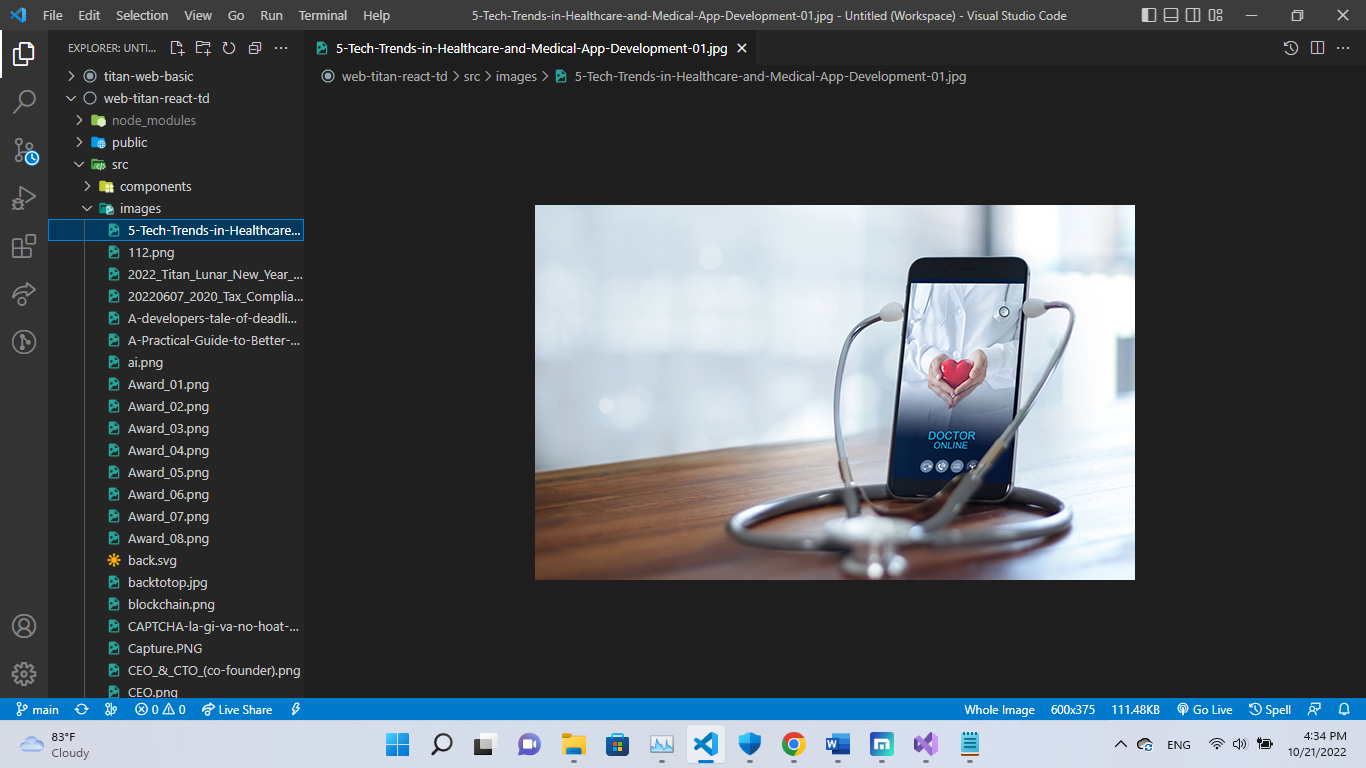 File Edit Selection View Go Run Terminal Help
5-Tech-Trends-in-Healthcare-and-Medical-App-Development-01.jpg - Untitled (Workspace) - Visual Studio Code
EXPLORER: UNTI...
5-Tech-Trends-in-Healthcare-and-Medical-App-Development-01.jpg
web-titan-react-td > src > images > 5-Tech-Trends-in-Healthcare-and-Medical-App-Development-01.jpg
titan-web-basic
web-titan-react-td
node_modules
public
src
components
images
5-Tech-Trends-in-Healthcare...
112.png
2022_Titan_Lunar_New_Year_...
20220607_2020_Tax_Complia...
A-developers-tale-of-deadli...
A-Practical-Guide-to-Better-...
ai.png
Award_01.png
Award_02.png
Award_03.png
Award_04.png
Award_05.png
Award_06.png
Award_07.png
Award_08.png
back.svg
backtotop.jpg
blockchain.png
CAPTCHA-la-gi-va-no-hoat-...
Capture.PNG
CEO_&_CTO_(co-founder).png
CEO.png
DOCTOR
ONLINE
main 0 0 Live Share
Whole Image 600x375 111.48KB Go Live Spell
83°F
Cloudy
ENG
4:34 PM
10/21/2022